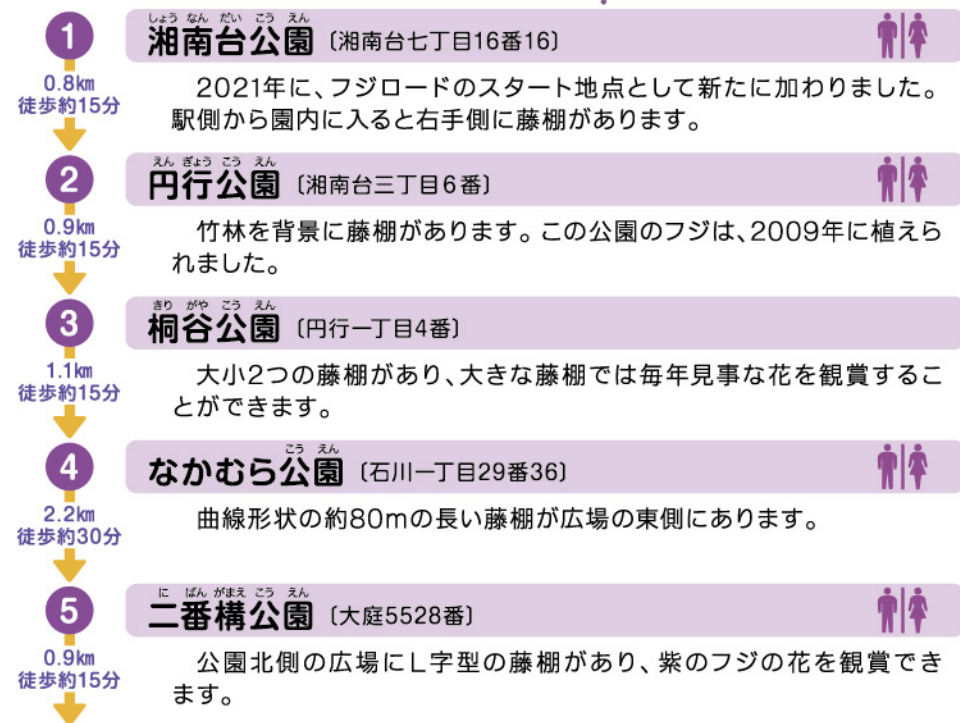 しょうなんだいこうえん
1 湘南台公園〔湘南台七丁目16番16〕
0.8km
徒歩約15分
2021年に、フジロードのスタート地点として新たに加わりました。
駅側から園内に入ると右手側に藤棚があります。
えんぎょうこうえん
2 円行公園〔湘南台三丁目6番〕
0.9km
徒歩約15分
竹林を背景に藤棚があります。この公園のフジは、2009年に植えら
れました。
きりがやこうえん
3 桐谷公園〔円行一丁目4番〕
1.1km
徒歩約15分
大小2つの藤棚があり、大きな藤棚では毎年見事な花を観賞するこ
とができます。
こうえん
4 なかむら公園〔石川一丁目29番36〕
2.2km
徒歩約30分
曲線形状の約80mの長い藤棚が広場の東側にあります。
にばんがまえこうえん
5 二番構公園〔大庭5528番〕
0.9km
徒歩約15分
公園北側の広場にL字型の藤棚があり、紫のフジの花を観賞でき
ます。